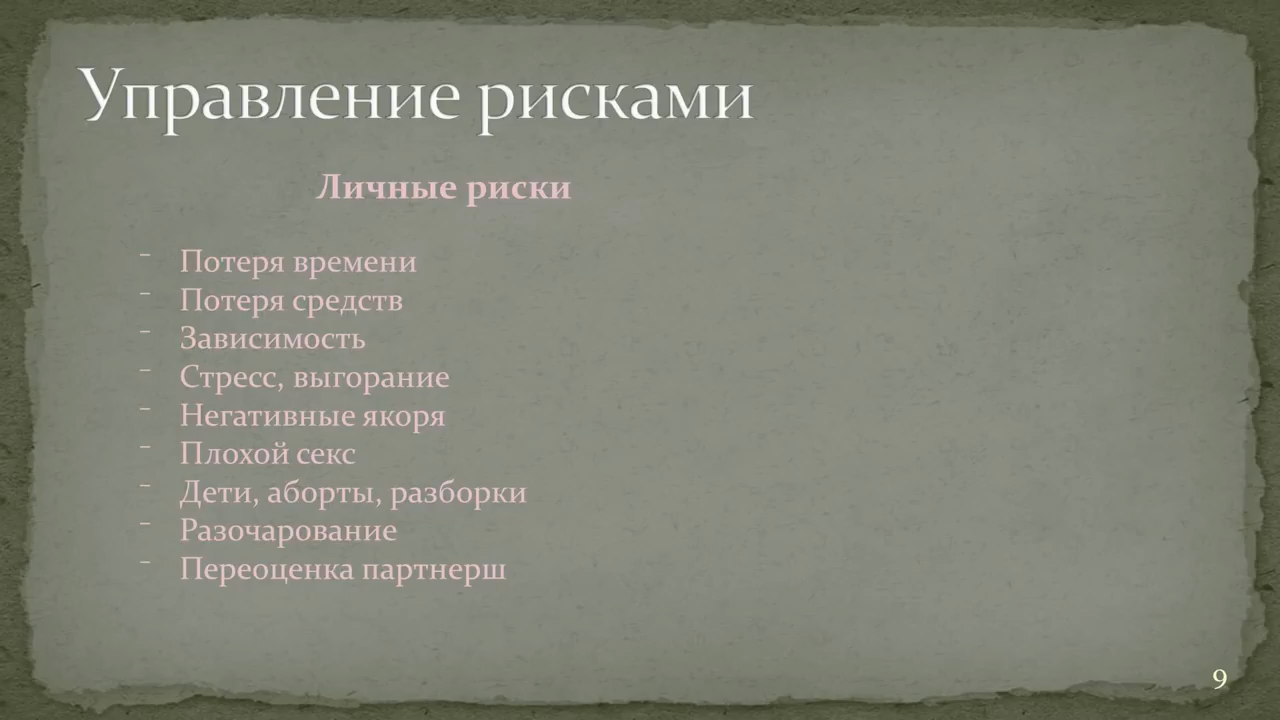 Управление рисками
Личные риски
- Потеря времени
- Потеря средств
- Зависимость
- Стресс, выгорание
- Негативные якоря
- Плохой секс
- Дети, аборты, разборки
- Разочарование
- Переоценка партнерш
9